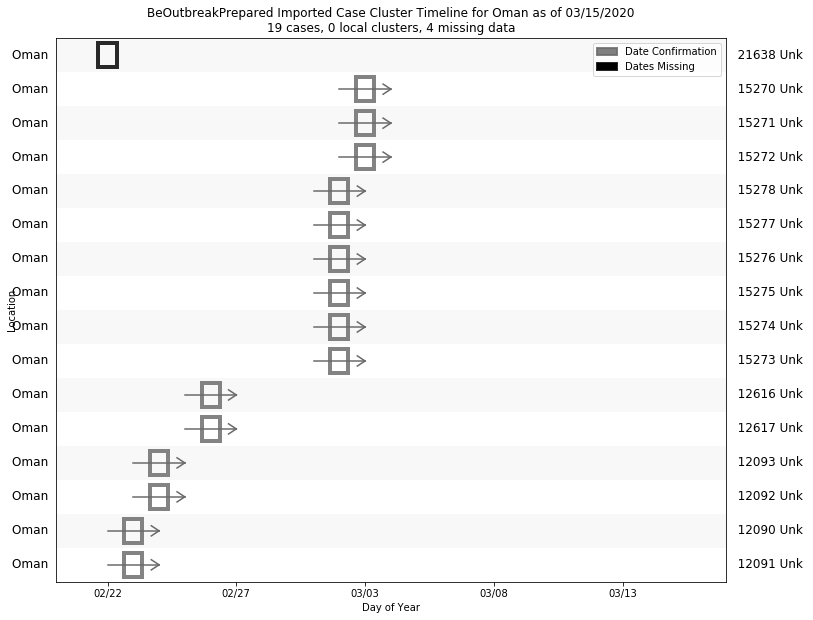 BeOutbreakPrepared Imported Case Cluster Timeline for Oman as of 03/15/2020
19 cases, 0 local clusters, 4 missing data
Date Confirmation
Dates Missing
Oman 21638 Unk
Oman 15270 Unk
Oman 15271 Unk
Oman 15272 Unk
Oman 15278 Unk
Oman 15277 Unk
Oman 15276 Unk
Oman 15275 Unk
Oman 15274 Unk
Oman 15273 Unk
Oman 12616 Unk
Oman 12617 Unk
Oman 12093 Unk
Oman 12092 Unk
Oman 12090 Unk
Oman 12091 Unk
Location
02/22 02/27 03/03 03/08 03/13
Day of Year